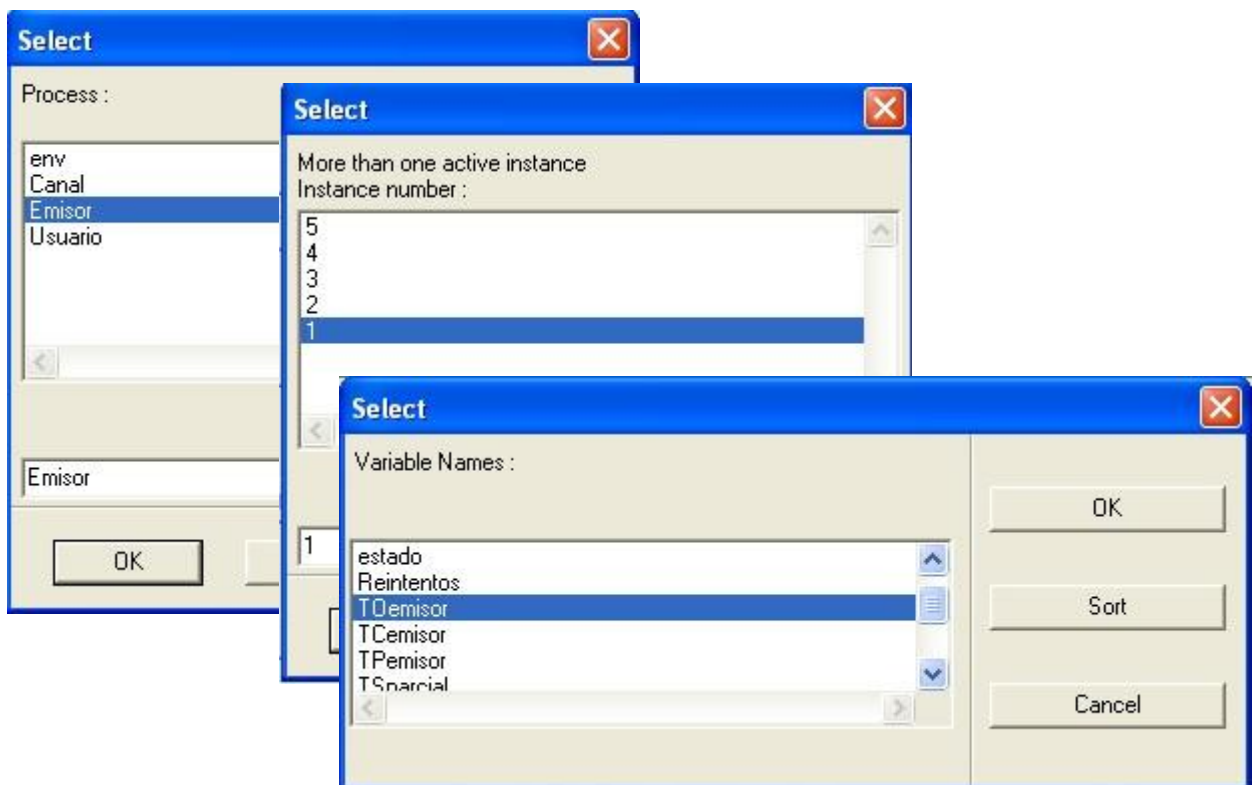 Select
Process :
env
Canal
Emisor
Usuario
Emisor
OK
Select
More than one active instance
Instance number :
5
4
3
2
1
1
Select
Variable Names :
estado
Reintentos
TOemisor
TCemisor
TPemisor
TSparcial
OK
Sort
Cancel